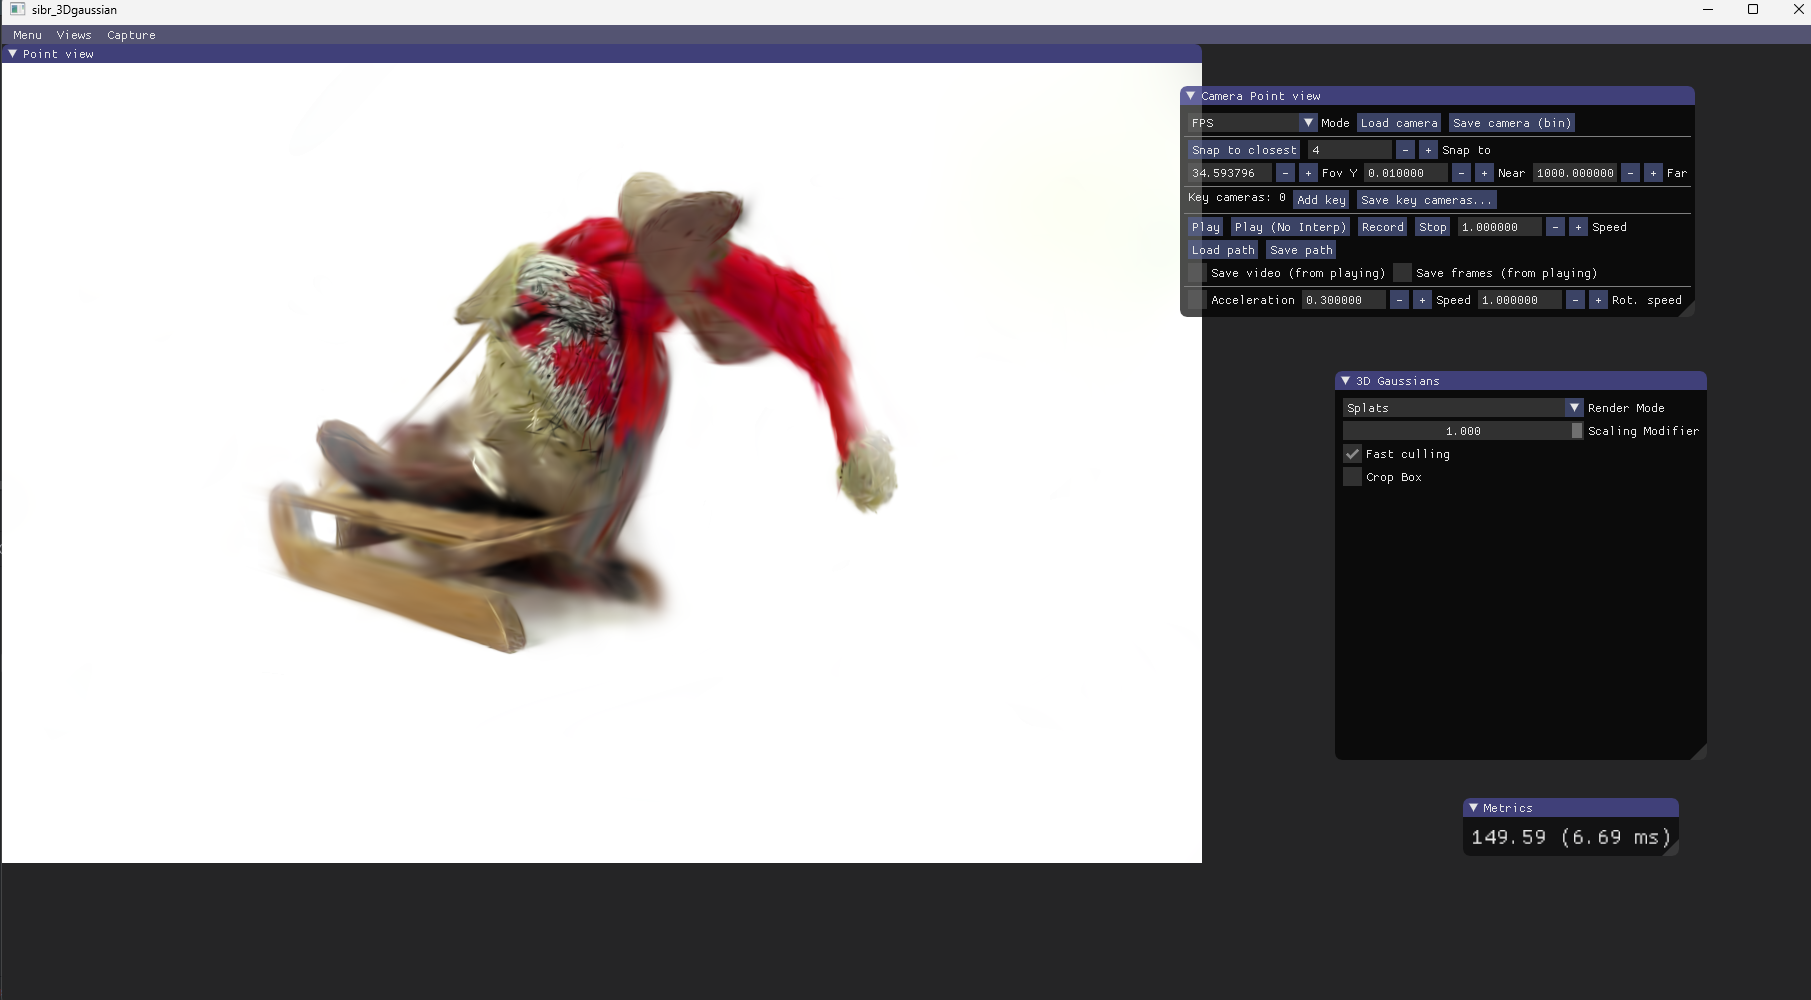 sibr_3Dgaussian
Menu Views Capture
Point view
Camera Point view
FPS Mode Load camera Save camera (bin)
Snap to closest 4 - + Snap to
34.593796 - + Fov Y 0.010000 - + Near 1000.000000 - + Far
Key cameras: 0 Add key Save key cameras...
Play Play (No Interp) Record Stop 1.000000 - + Speed
Load path Save path
Save video (from playing) Save frames (from playing)
Acceleration 0.300000 - + Speed 1.000000 - + Rot. speed
3D Gaussians
Splats Render Mode
1.000 Scaling Modifier
Fast culling
Crop Box
Metrics
149.59 (6.69 ms)